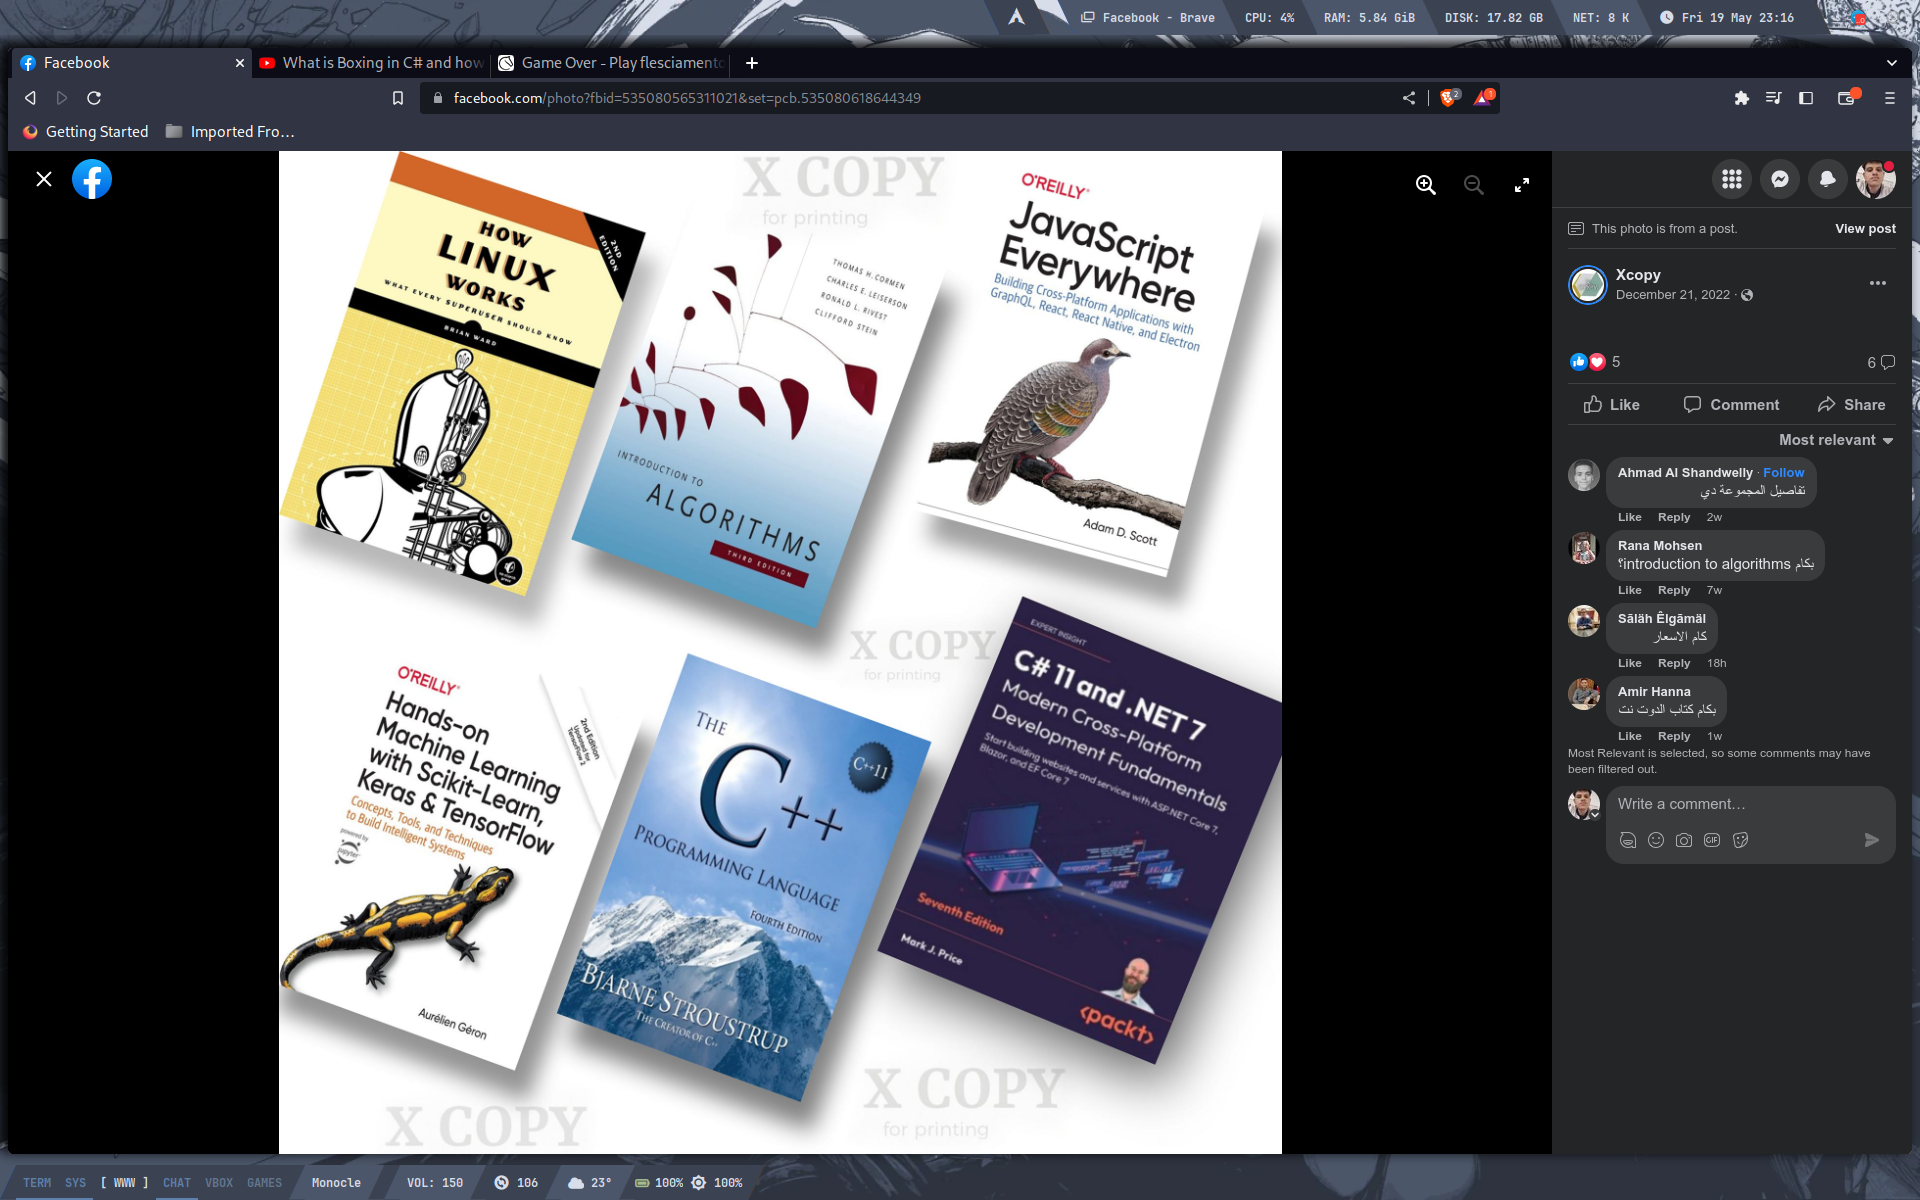 Facebook - Brave
CPU: 4%
RAM: 5.84 GiB
DISK: 17.82 GB
NET: 8 K
Fri 19 May 23:16
Facebook
What is Boxing in C# and how
Game Over - Play flesciamento
facebook.com/photo?fbid=535080565311021&set=pcb.535080618644349
2
1
Getting Started
Imported Fro…
X COPY
for printing
HOW
LINUX
WORKS
2ND
EDITION
WHAT EVERY SUPERUSER SHOULD KNOW
BRIAN WARD
THOMAS H. CORMEN
CHARLES E. LEISERSON
RONALD L. RIVEST
CLIFFORD STEIN
INTRODUCTION TO
ALGORITHMS
THIRD EDITION
O'REILLY®
JavaScript
Everywhere
Building Cross-Platform Applications with
GraphQL, React, React Native, and Electron
Adam D. Scott
X COPY
for printing
O'REILLY®
Hands-on
Machine Learning
with Scikit-Learn,
Keras & TensorFlow
Concepts, Tools, and Techniques
to Build Intelligent Systems
2nd Edition
Updated for
TensorFlow 2
powered by
jupyter
Aurélien Géron
THE
C++
C++11
PROGRAMMING LANGUAGE
FOURTH EDITION
BJARNE STROUSTRUP
THE CREATOR OF C++
EXPERT INSIGHT
C# 11 and .NET 7
Modern Cross-Platform
Development Fundamentals
Start building websites and services with ASP.NET Core 7,
Blazor, and EF Core 7
Seventh Edition
Mark J. Price
<packt>
X COPY
for printing
X COPY
This photo is from a post.
View post
Xcopy
December 21, 2022 ·
5
6
Like
Comment
Share
Most relevant
Ahmad Al Shandwelly · Follow
تفاصيل المجموعة دي
Like Reply 2w
Rana Mohsen
بكام introduction to algorithms؟
Like Reply 7w
Sãläh Êlgãmäl
كام الاسعار
Like Reply 18h
Amir Hanna
بكام كتاب الدوت نت
Like Reply 1w
Most Relevant is selected, so some comments may have
been filtered out.
Write a comment…
GIF
TERM SYS [ WWW ] CHAT VBOX GAMES
Monocle
VOL: 150
106
23°
100%
100%